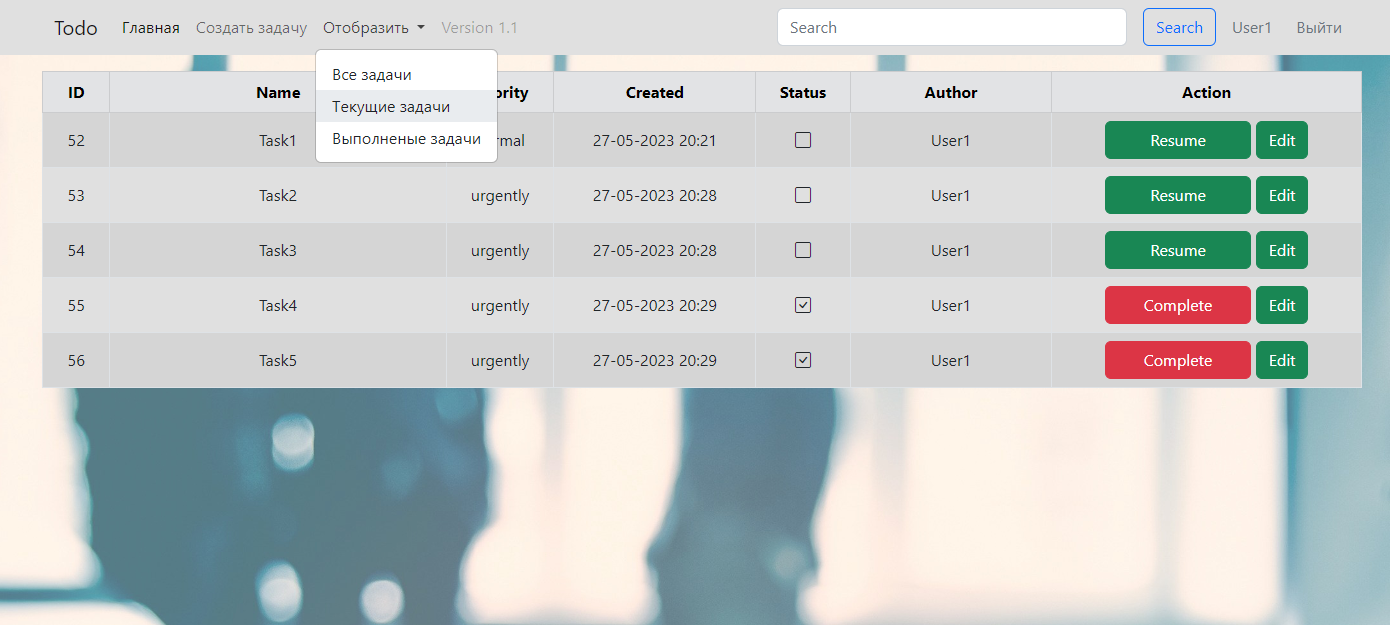 Todo Главная Создать задачу Отобразить Version 1.1 Search Search User1 Выйти
Все задачи
Текущие задачи
Выполненые задачи
ID Name ority Created Status Author Action
52 Task1 rmal 27-05-2023 20:21 User1 Resume Edit
53 Task2 urgently 27-05-2023 20:28 User1 Resume Edit
54 Task3 urgently 27-05-2023 20:28 User1 Resume Edit
55 Task4 urgently 27-05-2023 20:29 User1 Complete Edit
56 Task5 urgently 27-05-2023 20:29 User1 Complete Edit